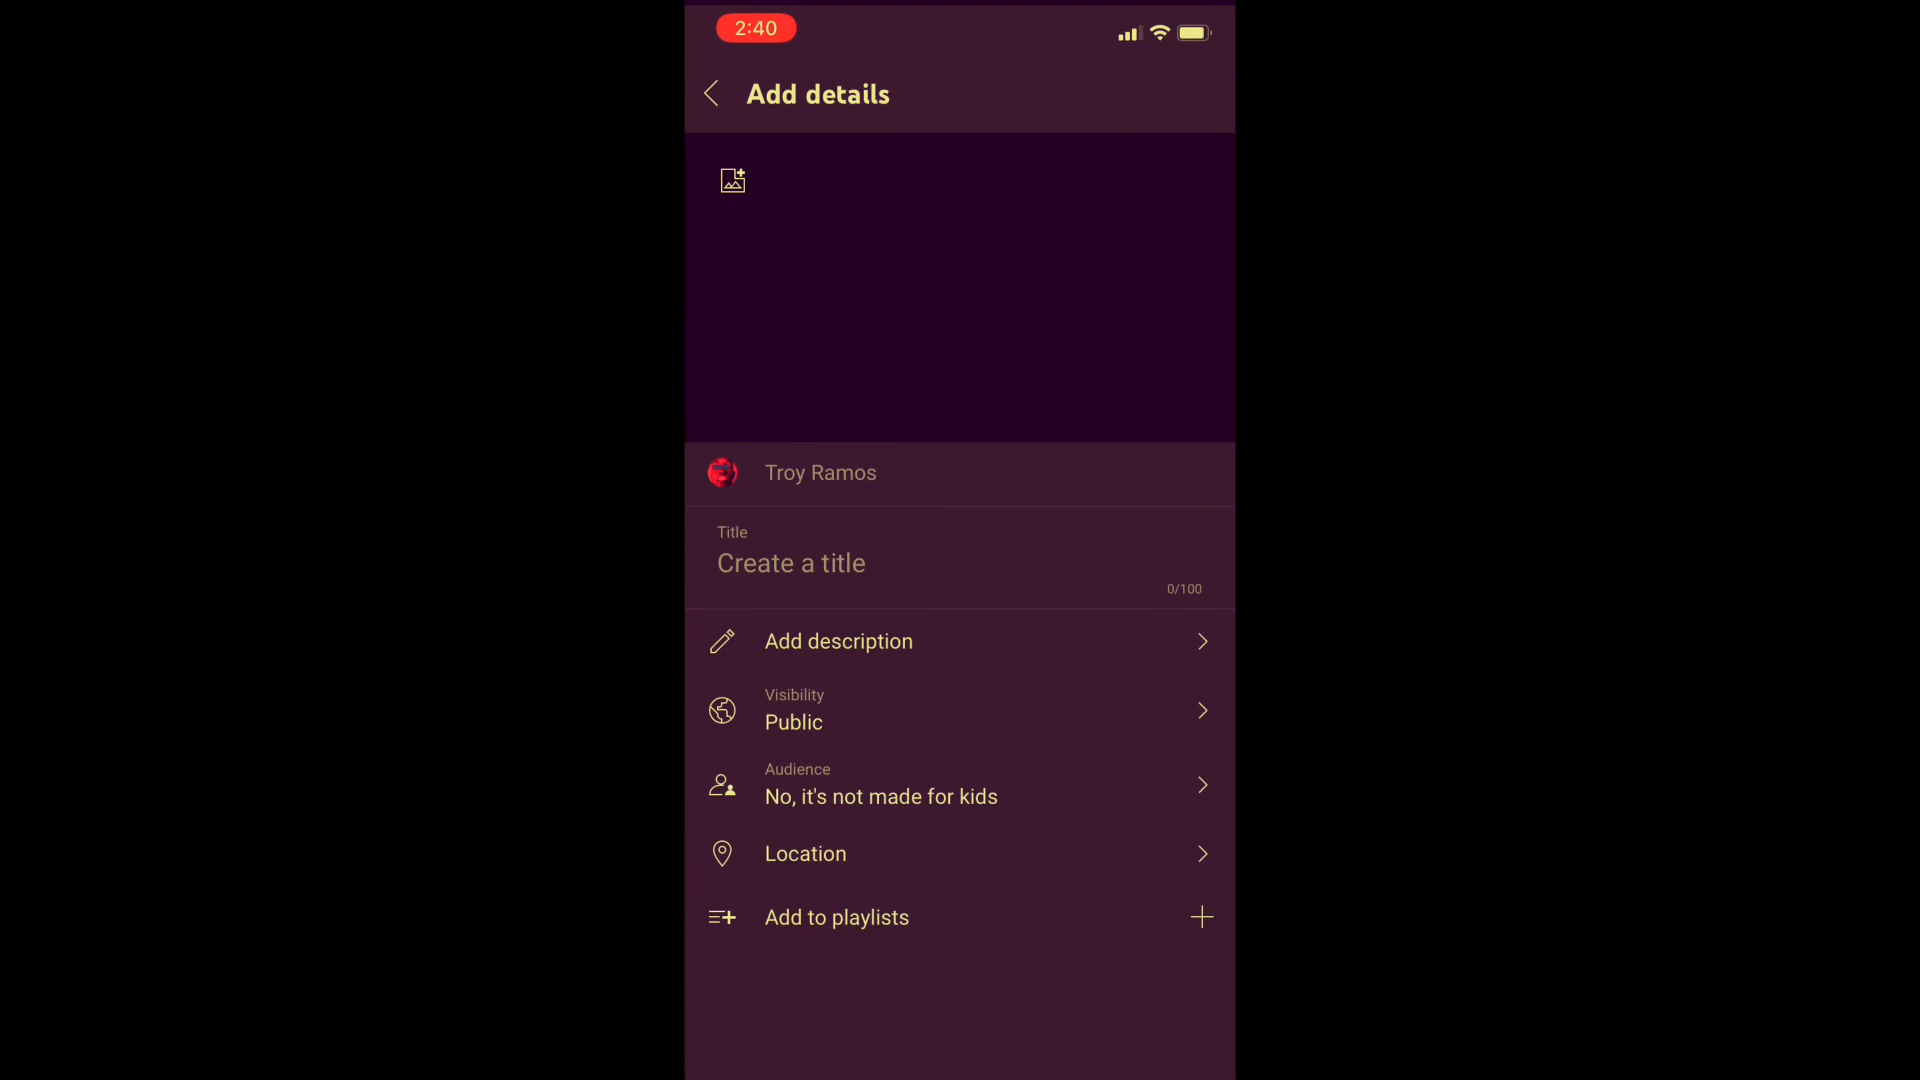 2:40
Add details
Troy Ramos
Title
Create a title
0/100
Add description
Visibility
Public
Audience
No, it's not made for kids
Location
Add to playlists